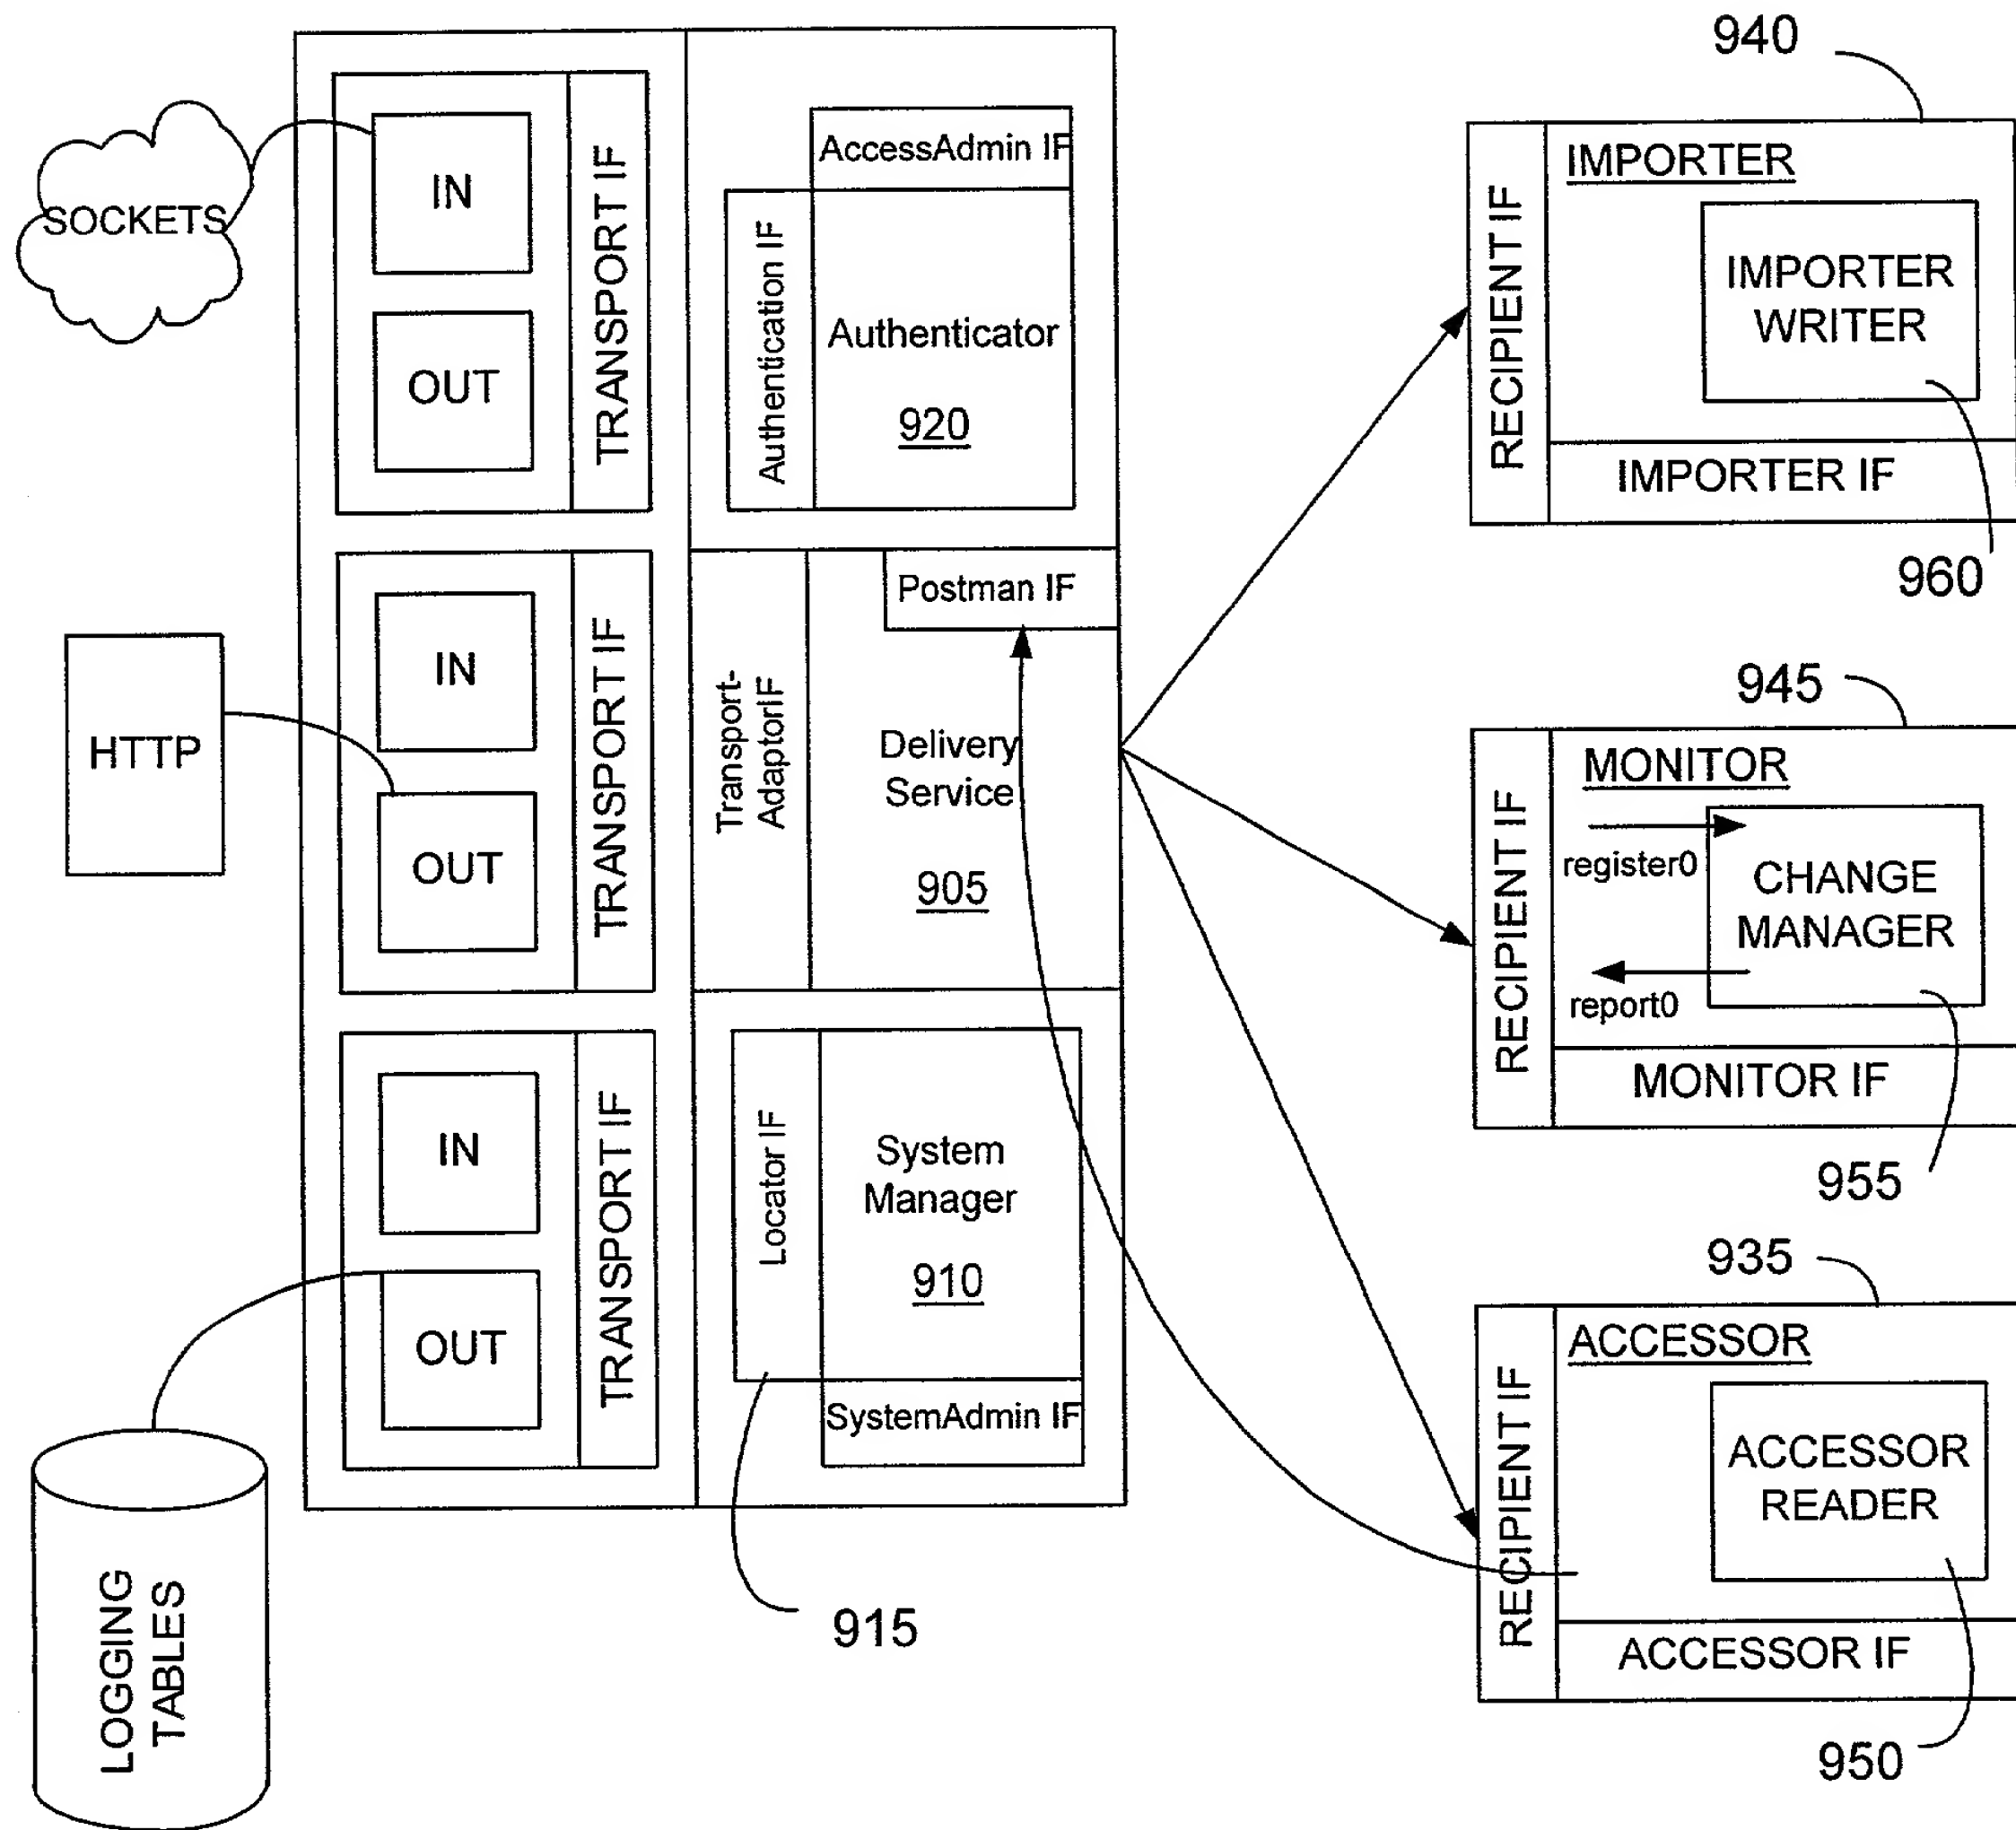 SOCKETS
IN
OUT
TRANSPORT IF
AccessAdmin IF
Authentication IF
Authenticator
920
HTTP
IN
OUT
TRANSPORT IF
Transport-
AdaptorIF
Postman IF
Delivery
Service
905
LOGGING
TABLES
IN
OUT
TRANSPORT IF
Locator IF
System
Manager
910
SystemAdmin IF
915
940
RECIPIENT IF
IMPORTER
IMPORTER
WRITER
IMPORTER IF
960
945
RECIPIENT IF
MONITOR
register0
CHANGE
MANAGER
report0
MONITOR IF
955
935
RECIPIENT IF
ACCESSOR
ACCESSOR
READER
ACCESSOR IF
950